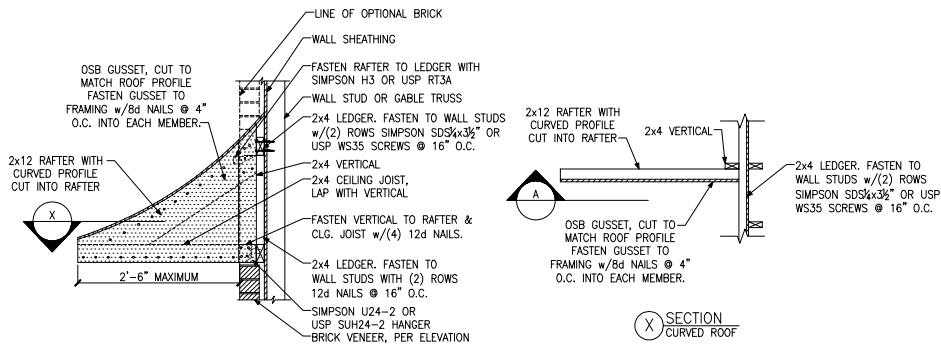 LINE OF OPTIONAL BRICK
WALL SHEATHING
FASTEN RAFTER TO LEDGER WITH
SIMPSON H3 OR USP RT3A
WALL STUD OR GABLE TRUSS
2x4 LEDGER. FASTEN TO WALL STUDS
w/(2) ROWS SIMPSON SDS¼x3½" OR
USP WS35 SCREWS @ 16" O.C.
2x4 VERTICAL
2x4 CEILING JOIST,
LAP WITH VERTICAL
FASTEN VERTICAL TO RAFTER &
CLG. JOIST w/(4) 12d NAILS.
2x4 LEDGER. FASTEN TO
WALL STUDS WITH (2) ROWS
12d NAILS @ 16" O.C.
SIMPSON U24-2 OR
USP SUH24-2 HANGER
BRICK VENEER, PER ELEVATION
OSB GUSSET, CUT TO
MATCH ROOF PROFILE
FASTEN GUSSET TO
FRAMING w/8d NAILS @ 4"
O.C. INTO EACH MEMBER.
2x12 RAFTER WITH
CURVED PROFILE
CUT INTO RAFTER
X
2'-6" MAXIMUM
2x12 RAFTER WITH
CURVED PROFILE
CUT INTO RAFTER
2x4 VERTICAL
2x4 LEDGER. FASTEN TO
WALL STUDS w/(2) ROWS
SIMPSON SDS¼x3½" OR USP
WS35 SCREWS @ 16" O.C.
A
OSB GUSSET, CUT TO
MATCH ROOF PROFILE
FASTEN GUSSET TO
FRAMING w/8d NAILS @ 4"
O.C. INTO EACH MEMBER.
X SECTION
CURVED ROOF